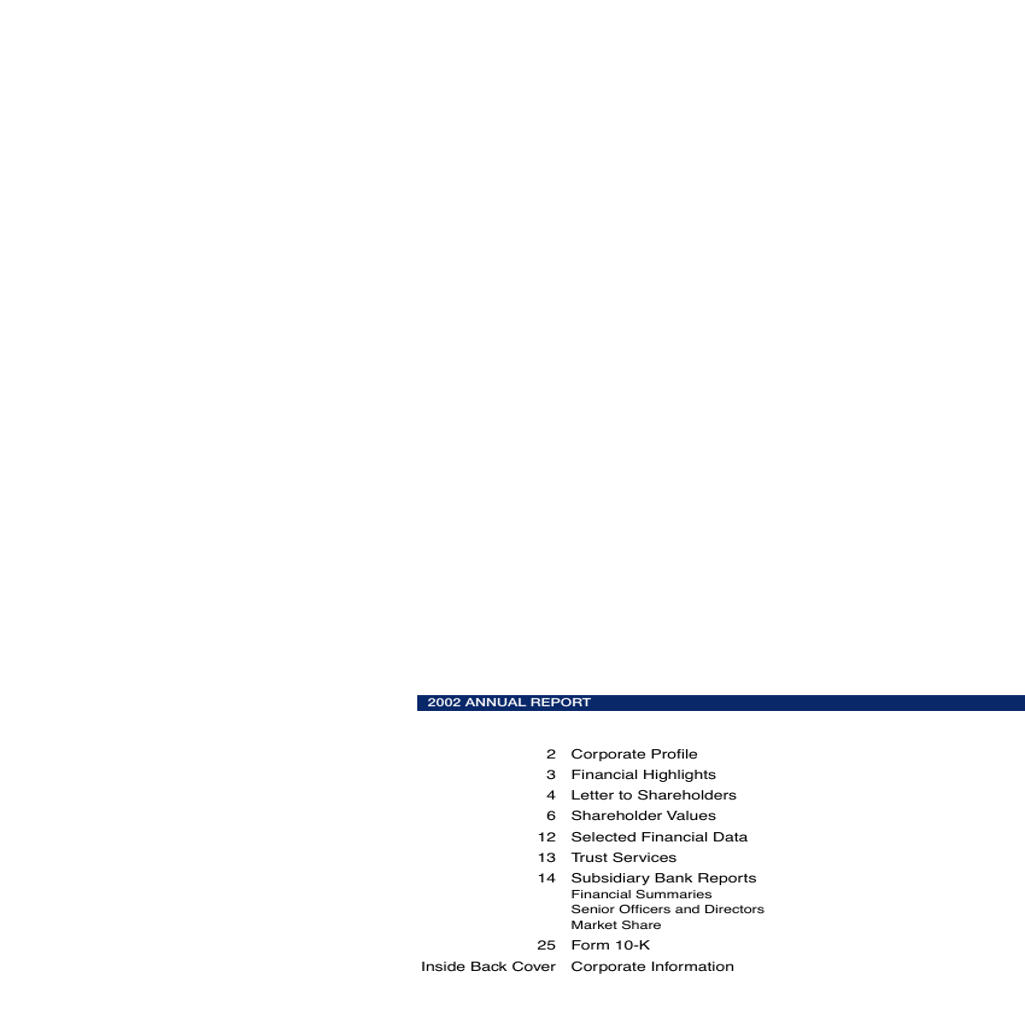 2002 ANNUAL REPORT
2 Corporate Profile
3 Financial Highlights
4 Letter to Shareholders
6 Shareholder Values
12 Selected Financial Data
13 Trust Services
14 Subsidiary Bank Reports
Financial Summaries
Senior Officers and Directors
Market Share
25 Form 10-K
Inside Back Cover Corporate Information